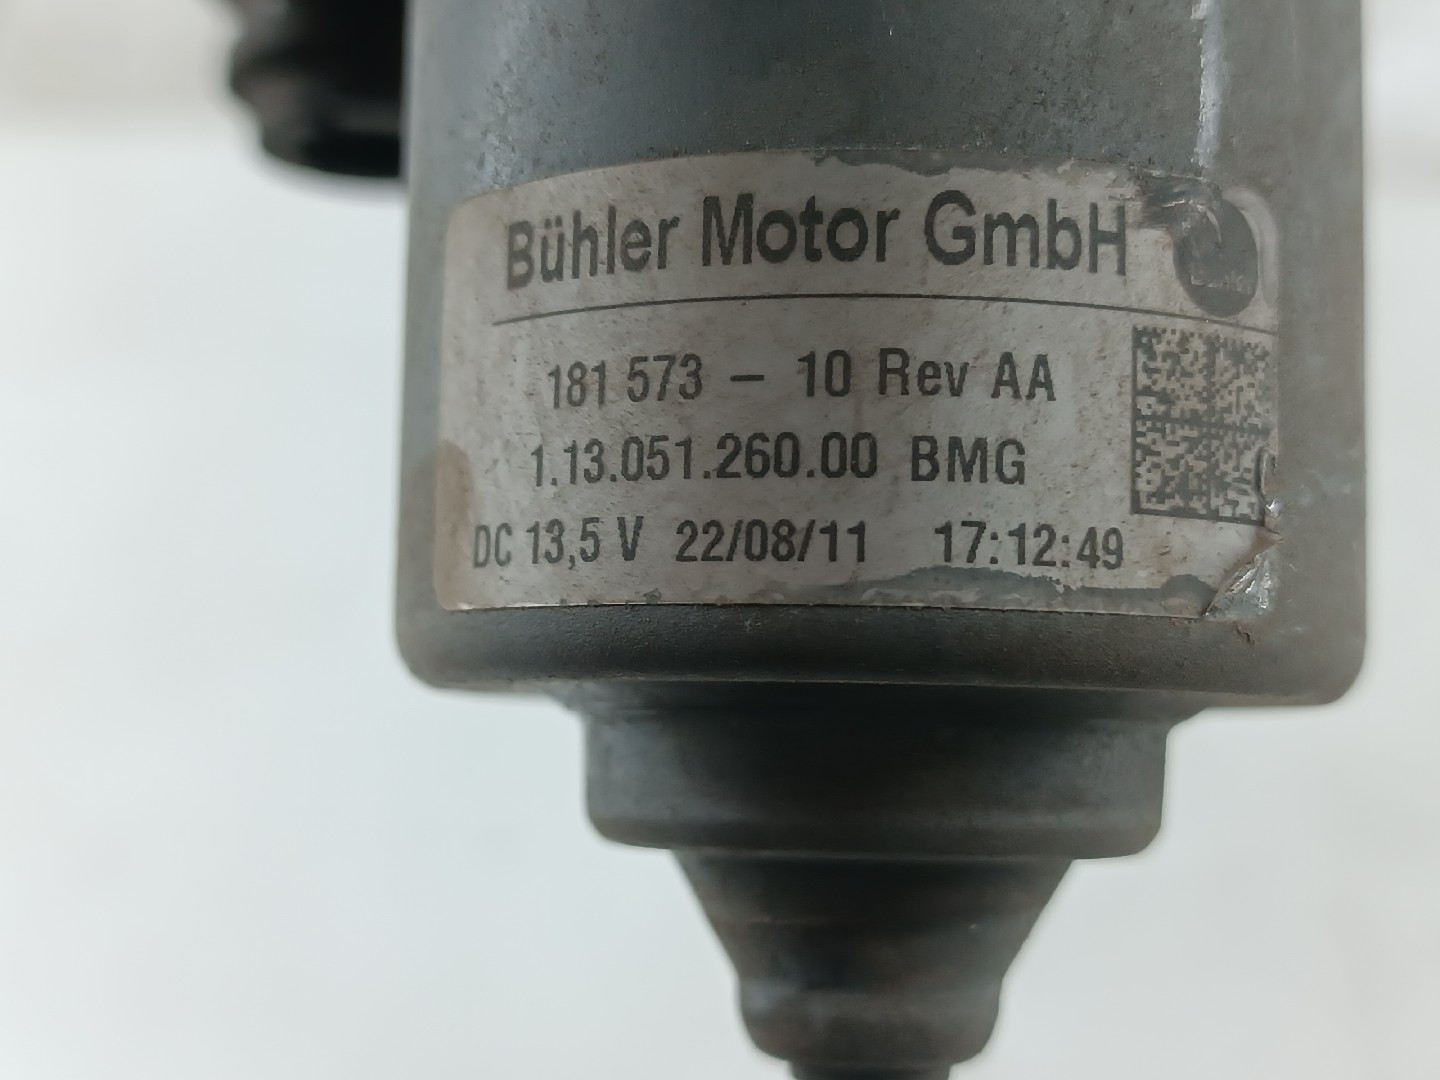 Bühler Motor GmbH
181 573 – 10 Rev AA
1.13.051.260.00 BMG
DC 13,5 V 22/08/11 17:12:49